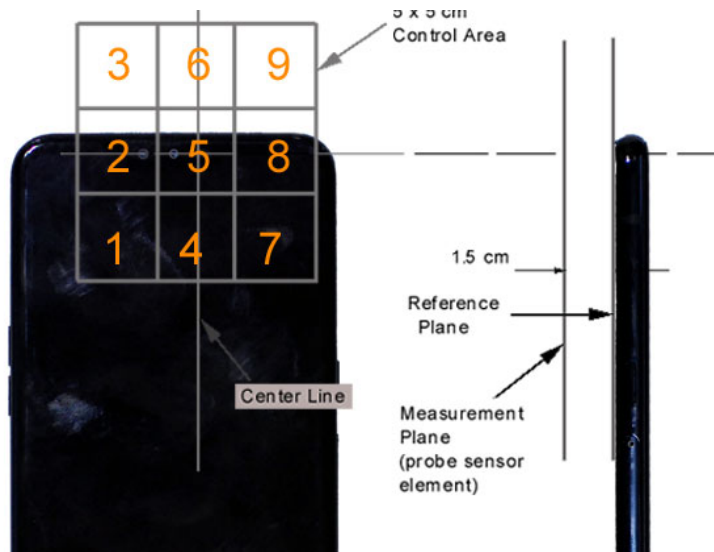 5 x 5 cm
Control Area
3 6 9
2 5 8
1 4 7
1.5 cm
Reference
Plane
Center Line
Measurement
Plane
(probe sensor
element)